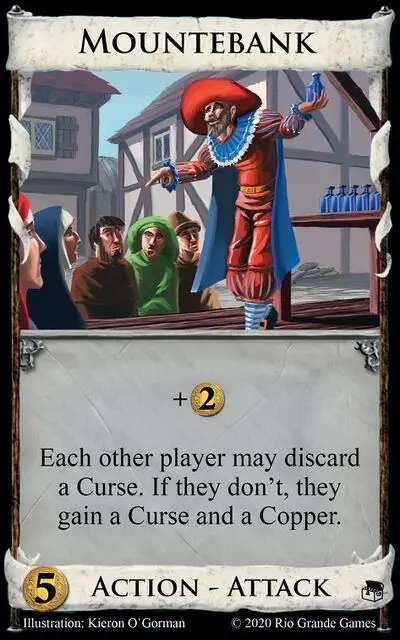 MOUNTEBANK
+2
Each other player may discard
a Curse. If they don't, they
gain a Curse and a Copper.
5 ACTION - ATTACK
Illustration: Kieron O`Gorman © 2020 Rio Grande Games